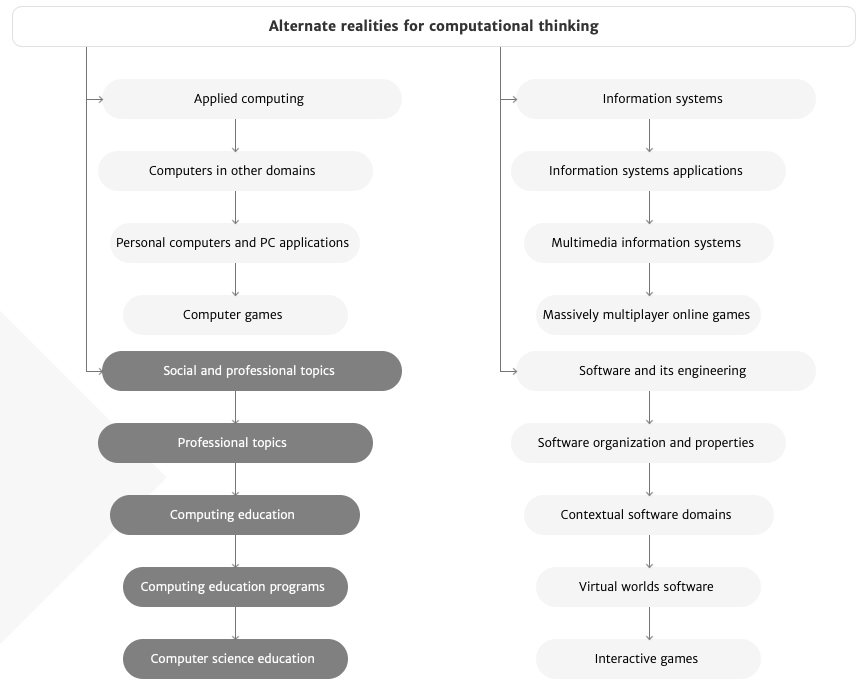 Alternate realities for computational thinking
Applied computing
Computers in other domains
Personal computers and PC applications
Computer games
Social and professional topics
Professional topics
Computing education
Computing education programs
Computer science education
Information systems
Information systems applications
Multimedia information systems
Massively multiplayer online games
Software and its engineering
Software organization and properties
Contextual software domains
Virtual worlds software
Interactive games